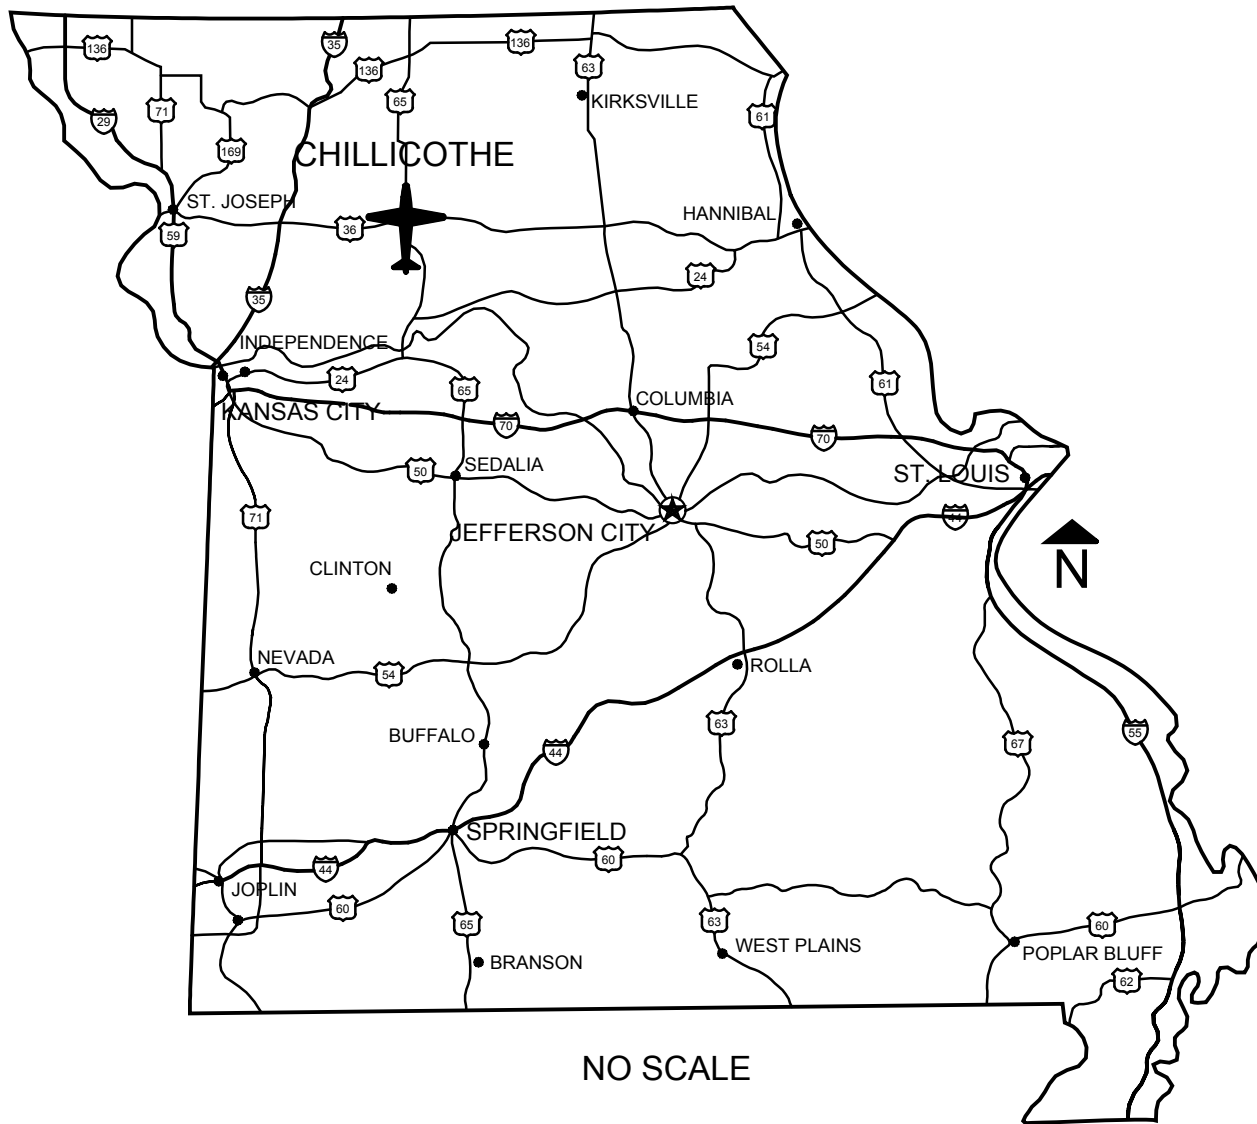 35
136
136
136
63
65
71
KIRKSVILLE
61
29
169
CHILLICOTHE
ST. JOSEPH
HANNIBAL
36
59
24
35
INDEPENDENCE
54
24
61
65
COLUMBIA
KANSAS CITY
70
70
SEDALIA
50
ST. LOUIS
71
44
JEFFERSON CITY
50
N
CLINTON
NEVADA
ROLLA
54
63
BUFFALO
55
67
44
SPRINGFIELD
60
44
JOPLIN
60
65
63
60
WEST PLAINS
POPLAR BLUFF
BRANSON
62
NO SCALE